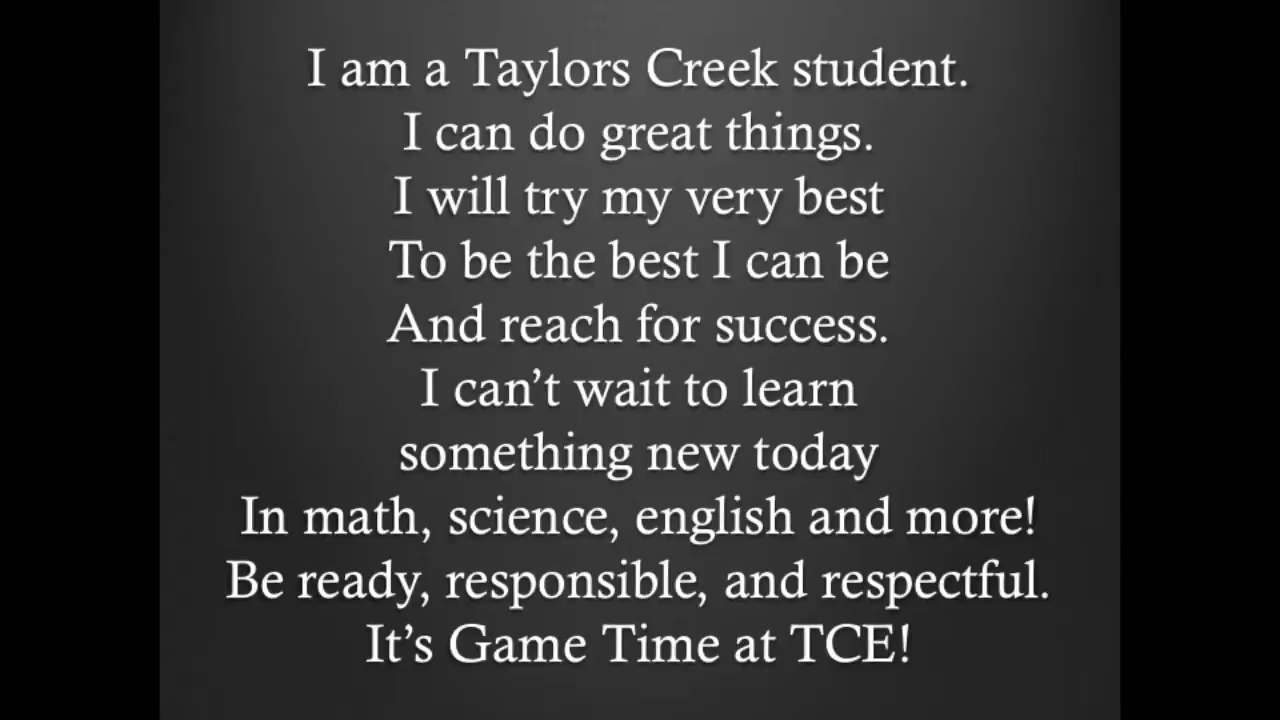 I am a Taylors Creek student.
I can do great things.
I will try my very best
To be the best I can be
And reach for success.
I can’t wait to learn
something new today
In math, science, english and more!
Be ready, responsible, and respectful.
It’s Game Time at TCE!